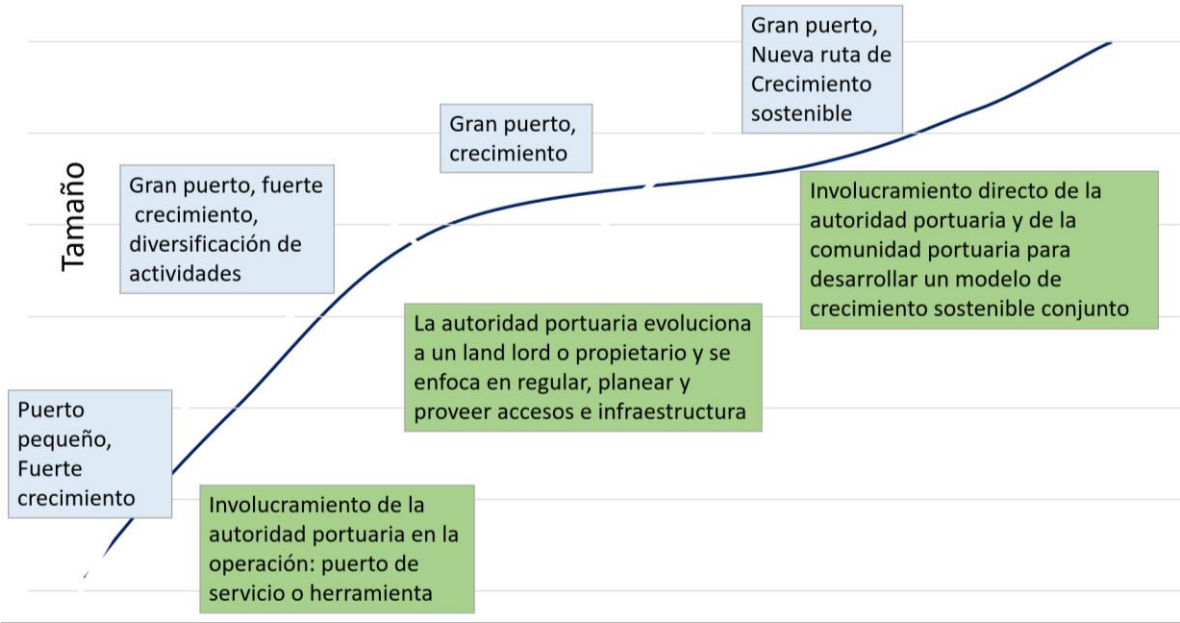 Gran puerto,
Nueva ruta de
Crecimiento
sostenible
Gran puerto,
crecimiento
Tamaño
Gran puerto, fuerte
crecimiento,
diversificación de
actividades
Involucramiento directo de la
autoridad portuaria y de la
comunidad portuaria para
desarrollar un modelo de
crecimiento sostenible conjunto
La autoridad portuaria evoluciona
a un land lord o propietario y se
enfoca en regular, planear y
proveer accesos e infraestructura
Puerto
pequeño,
Fuerte
crecimiento
Involucramiento de la
autoridad portuaria en la
operación: puerto de
servicio o herramienta